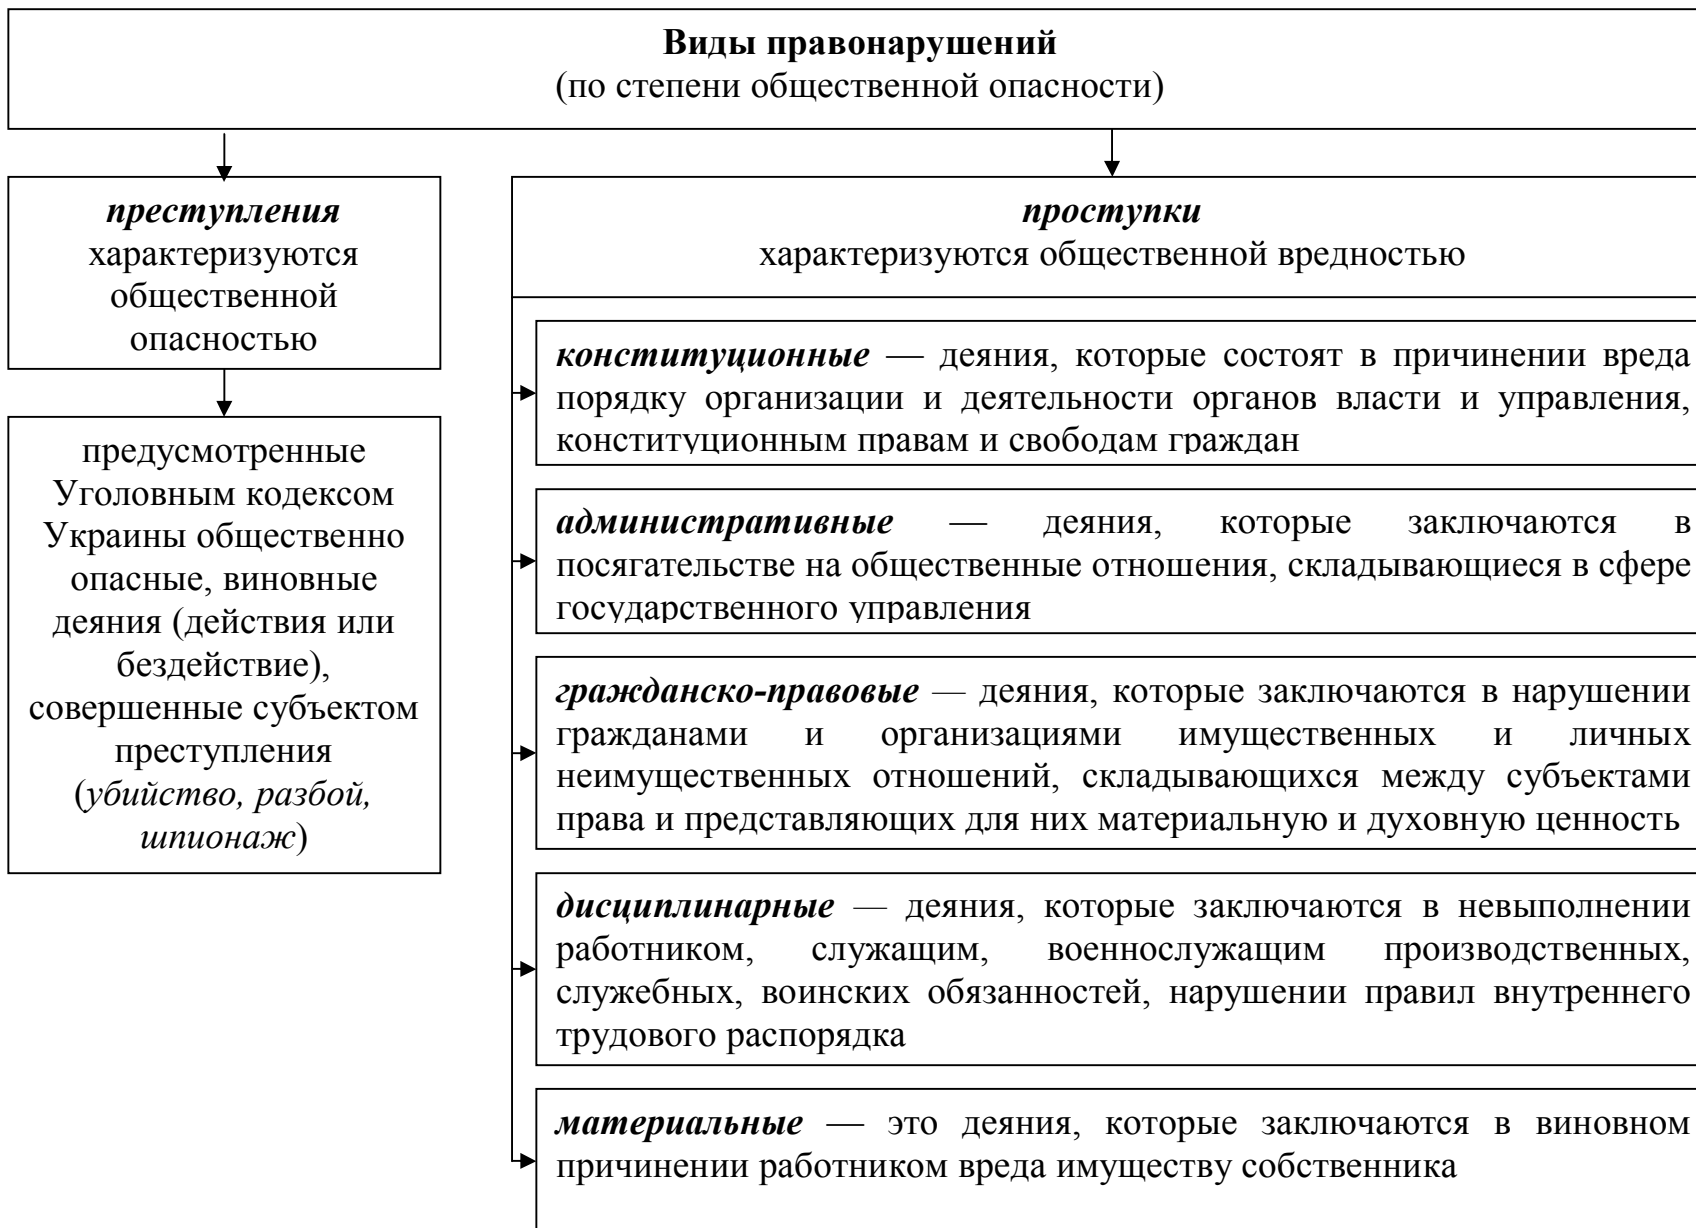 Виды правонарушений
(по степени общественной опасности)
преступления
характеризуются
общественной
опасностью
предусмотренные
Уголовным кодексом
Украины общественно
опасные, виновные
деяния (действия или
бездействие),
совершенные субъектом
преступления
(убийство, разбой,
шпионаж)
проступки
характеризуются общественной вредностью
конституционные — деяния, которые состоят в причинении вреда
порядку организации и деятельности органов власти и управления,
конституционным правам и свободам граждан
административные — деяния, которые заключаются в
посягательстве на общественные отношения, складывающиеся в сфере
государственного управления
гражданско-правовые — деяния, которые заключаются в нарушении
гражданами и организациями имущественных и личных
неимущественных отношений, складывающихся между субъектами
права и представляющих для них материальную и духовную ценность
дисциплинарные — деяния, которые заключаются в невыполнении
работником, служащим, военнослужащим производственных,
служебных, воинских обязанностей, нарушении правил внутреннего
трудового распорядка
материальные — это деяния, которые заключаются в виновном
причинении работником вреда имуществу собственника